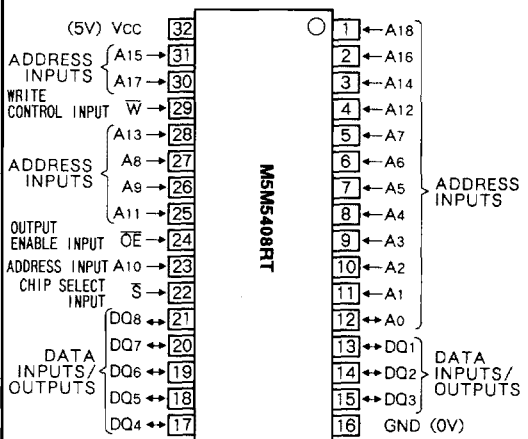 (5V) Vcc 32
ADDRESS INPUTS
A15 31
A17 30
WRITE CONTROL INPUT W̅ 29
ADDRESS INPUTS
A13 28
A8 27
A9 26
A11 25
OUTPUT ENABLE INPUT O̅E̅ 24
ADDRESS INPUT A10 23
CHIP SELECT INPUT S̅ 22
DATA INPUTS/ OUTPUTS
DQ8 21
DQ7 20
DQ6 19
DQ5 18
DQ4 17
M5M5408RT
1 A18
2 A16
3 A14
4 A12
5 A7
6 A6
7 A5
8 A4
9 A3
10 A2
11 A1
12 A0
ADDRESS INPUTS
13 DQ1
14 DQ2
15 DQ3
DATA INPUTS/ OUTPUTS
16 GND (0V)